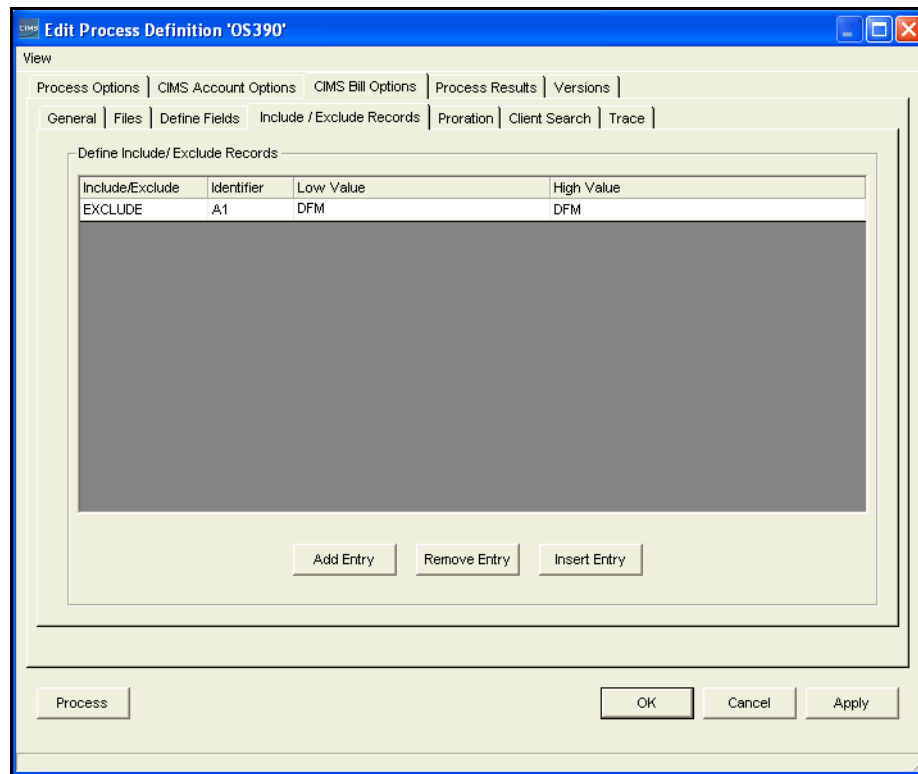 CIMS Edit Process Definition 'OS390'
View
Process Options CIMS Account Options CIMS Bill Options Process Results Versions
General Files Define Fields Include / Exclude Records Proration Client Search Trace
Define Include/ Exclude Records
Include/Exclude Identifier Low Value High Value
EXCLUDE A1 DFM DFM
Add Entry Remove Entry Insert Entry
Process OK Cancel Apply